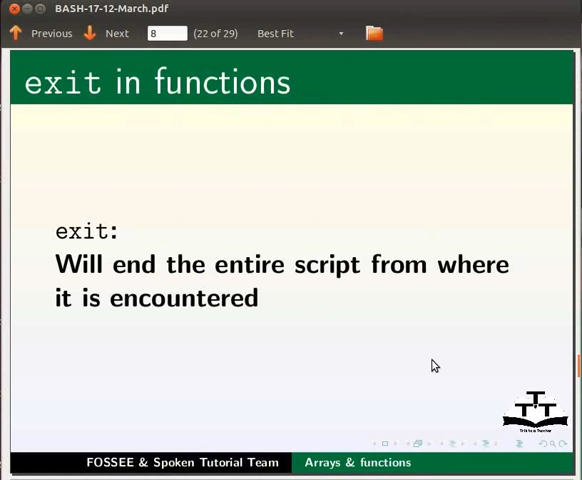 BASH-17-12-March.pdf
Previous Next 8 (22 of 29) Best Fit
exit in functions
exit:
Will end the entire script from where
it is encountered
FOSSEE & Spoken Tutorial Team Arrays & functions